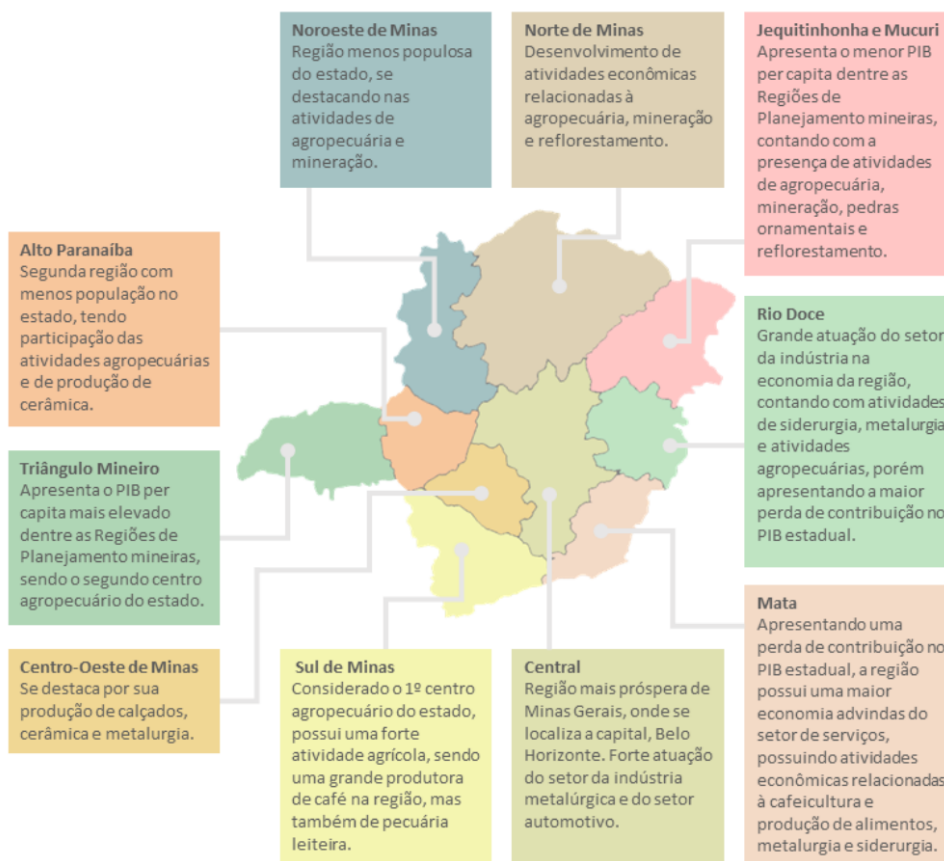 Noroeste de Minas
Região menos populosa
do estado, se
destacando nas
atividades de
agropecuária e
mineração.
Norte de Minas
Desenvolvimento de
atividades econômicas
relacionadas à
agropecuária, mineração
e reflorestamento.
Jequitinhonha e Mucuri
Apresenta o menor PIB
per capita dentre as
Regiões de
Planejamento mineiras,
contando com a
presença de atividades
de agropecuária,
mineração, pedras
ornamentais e
reflorestamento.
Alto Paranaíba
Segunda região com
menos população no
estado, tendo
participação das
atividades agropecuárias
e de produção de
cerâmica.
Rio Doce
Grande atuação do setor
da indústria na
economia da região,
contando com atividades
de siderurgia, metalurgia
e atividades
agropecuárias, porém
apresentando a maior
perda de contribuição no
PIB estadual.
Triângulo Mineiro
Apresenta o PIB per
capita mais elevado
dentre as Regiões de
Planejamento mineiras,
sendo o segundo centro
agropecuário do estado.
Centro-Oeste de Minas
Se destaca por sua
produção de calçados,
cerâmica e metalurgia.
Sul de Minas
Considerado o 1º centro
agropecuário do estado,
possui uma forte
atividade agrícola, sendo
uma grande produtora
de café na região, mas
também de pecuária
leiteira.
Central
Região mais próspera de
Minas Gerais, onde se
localiza a capital, Belo
Horizonte. Forte atuação
do setor da indústria
metalúrgica e do setor
automotivo.
Mata
Apresentando uma
perda de contribuição no
PIB estadual, a região
possui uma maior
economia advindas do
setor de serviços,
possuindo atividades
econômicas relacionadas
à cafeicultura e
produção de alimentos,
metalurgia e siderurgia.